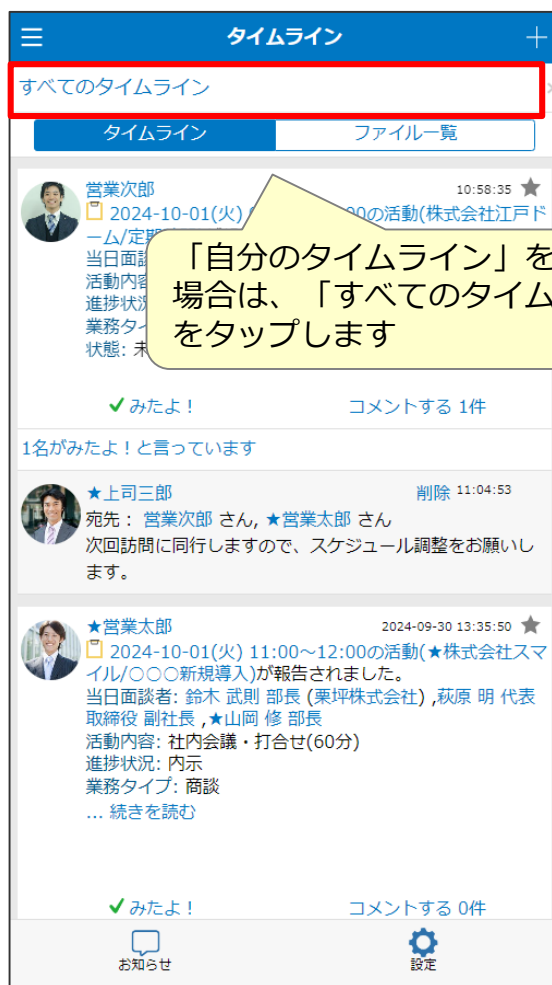 タイムライン
すべてのタイムライン
タイムライン
ファイル一覧
営業次郎
10:58:35
2024-10-01(火)
00の活動(株式会社江戸ド
ーム/定期
当日面談
活動内容
進捗状況
業務タイ
状態: 未
「自分のタイムライン」を
場合は、「すべてのタイム
をタップします
みたよ！
コメントする 1件
1名がみたよ！と言っています
★上司三郎
削除 11:04:53
宛先： 営業次郎 さん, ★営業太郎 さん
次回訪問に同行しますので、スケジュール調整をお願いし
ます。
★営業太郎
2024-09-30 13:35:50
2024-10-01(火) 11:00～12:00の活動(★株式会社スマ
イル/○○○新規導入)が報告されました。
当日面談者: 鈴木 武則 部長 (栗坪株式会社) ,萩原 明 代表
取締役 副社長 ,★山岡 修 部長
活動内容: 社内会議・打合せ(60分)
進捗状況: 内示
業務タイプ: 商談
... 続きを読む
みたよ！
コメントする 0件
お知らせ
設定